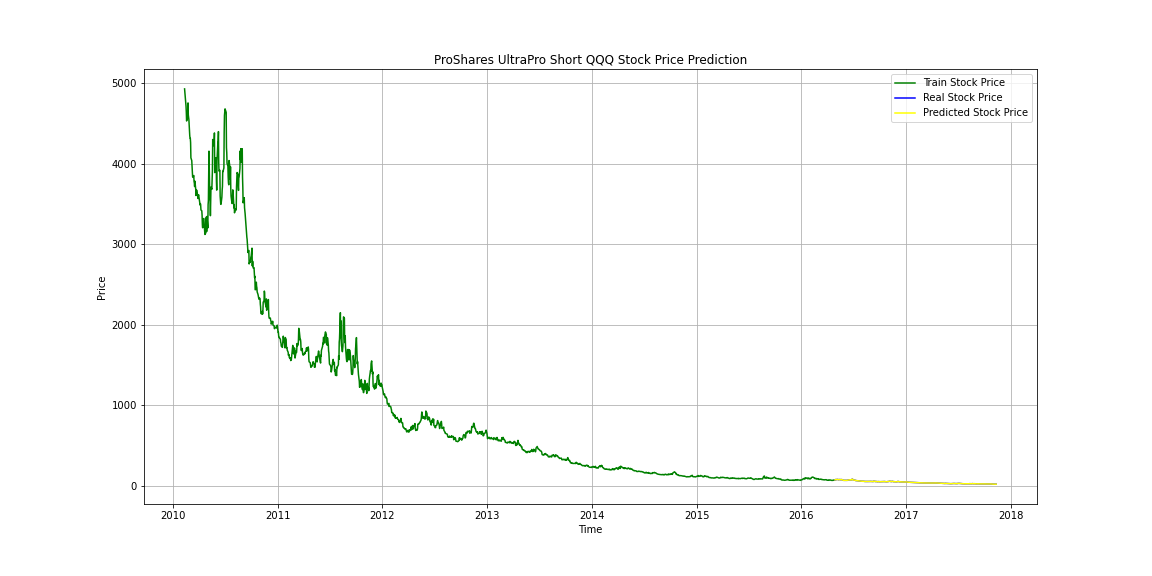 ProShares UltraPro Short QQQ Stock Price Prediction
Train Stock Price
Real Stock Price
Predicted Stock Price
Price
5000
4000
3000
2000
1000
0
2010 2011 2012 2013 2014 2015 2016 2017 2018
Time